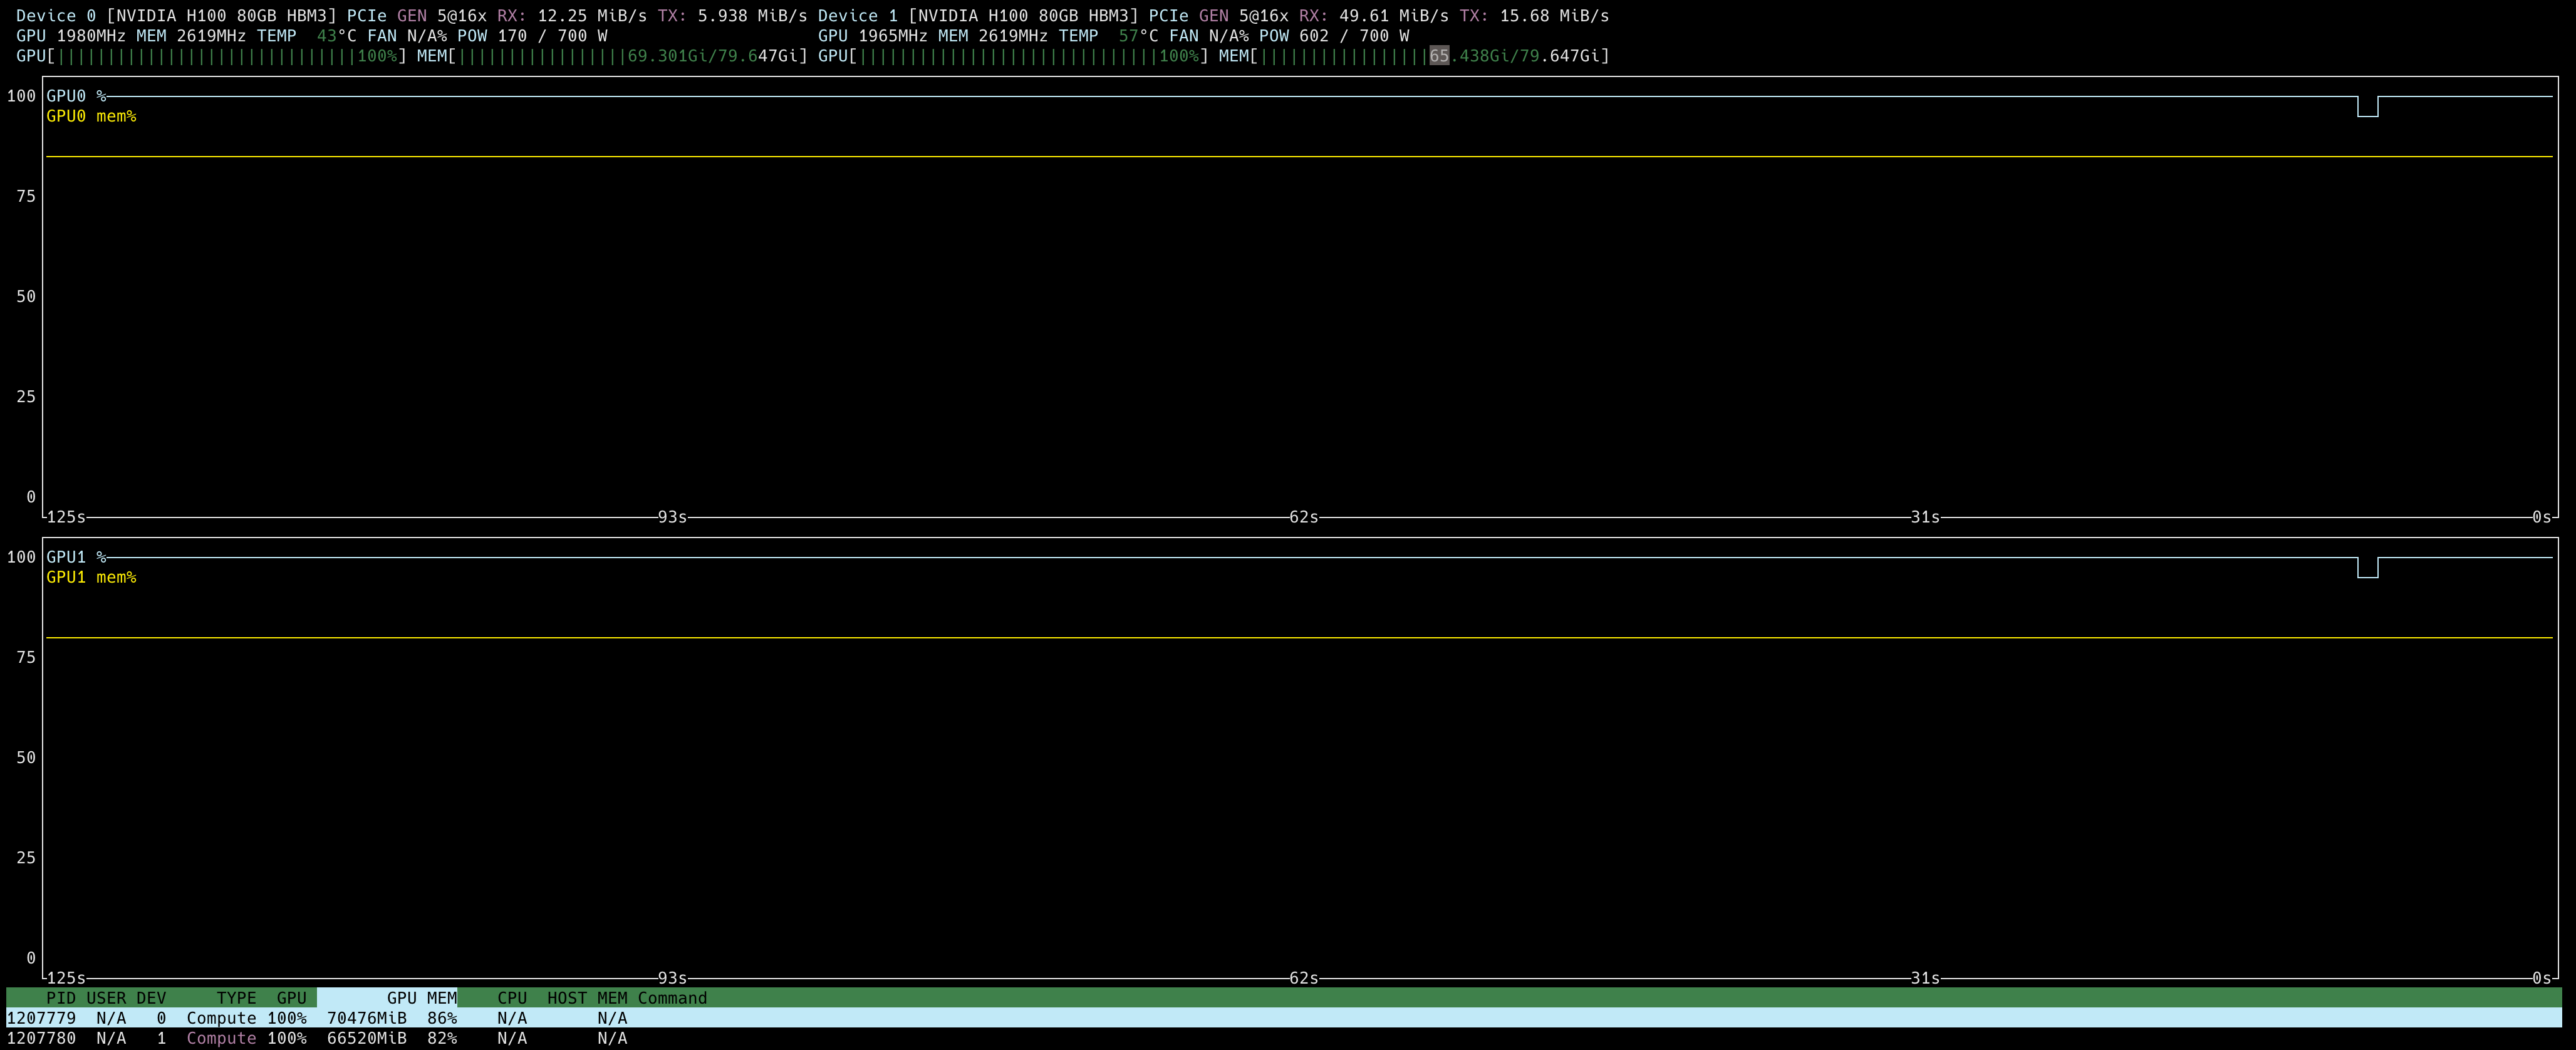 Device 0 [NVIDIA H100 80GB HBM3] PCIe GEN 5@16x RX: 12.25 MiB/s TX: 5.938 MiB/s Device 1 [NVIDIA H100 80GB HBM3] PCIe GEN 5@16x RX: 49.61 MiB/s TX: 15.68 MiB/s
GPU 1980MHz MEM 2619MHz TEMP 43°C FAN N/A% POW 170 / 700 W GPU 1965MHz MEM 2619MHz TEMP 57°C FAN N/A% POW 602 / 700 W
GPU[||||||||||||||||||||||||||||||100%] MEM[|||||||||||||||||69.301Gi/79.647Gi] GPU[||||||||||||||||||||||||||||||100%] MEM[|||||||||||||||||65.438Gi/79.647Gi]
100 GPU0 %
GPU0 mem%
75
50
25
0
125s 93s 62s 31s 0s
100 GPU1 %
GPU1 mem%
75
50
25
0
125s 93s 62s 31s 0s
PID USER DEV TYPE GPU GPU MEM CPU HOST MEM Command
1207779 N/A 0 Compute 100% 70476MiB 86% N/A N/A
1207780 N/A 1 Compute 100% 66520MiB 82% N/A N/A